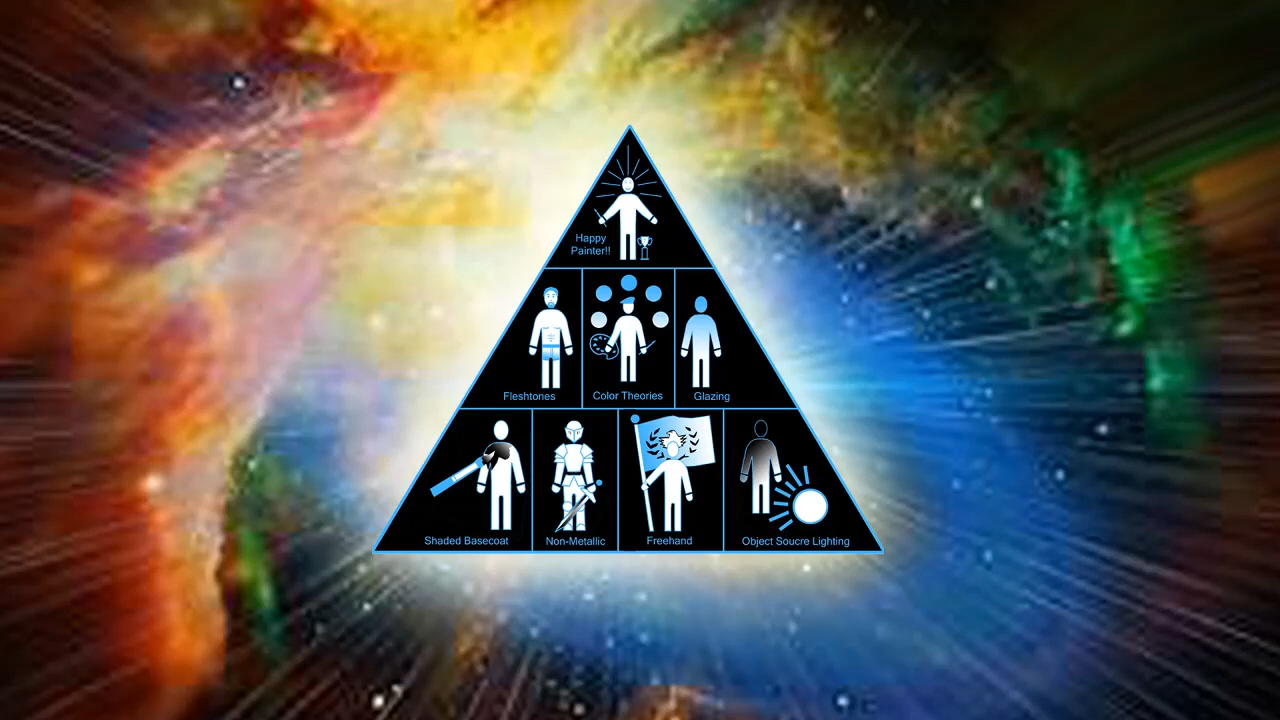 Happy
Painter!!
Fleshtones
Color Theories
Glazing
Shaded Basecoat
Non-Metallic
Freehand
Object Soucre Lighting